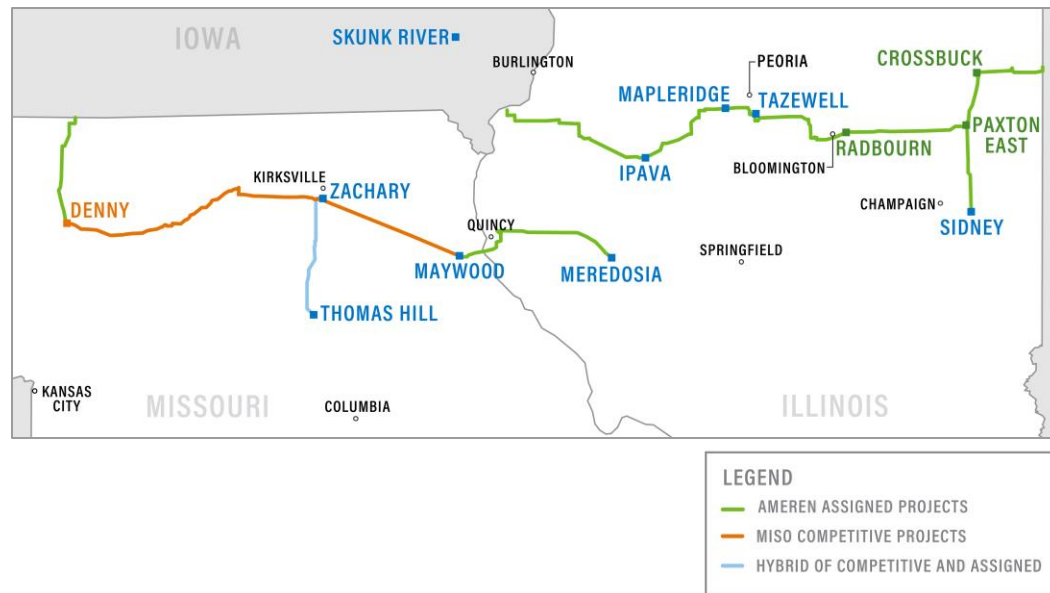 IOWA
SKUNK RIVER
BURLINGTON
PEORIA
CROSSBUCK
MAPLERIDGE
TAZEWELL
PAXTON
EAST
RADBOURN
BLOOMINGTON
IPAVA
KIRKSVILLE
ZACHARY
DENNY
CHAMPAIGN
SIDNEY
QUINCY
SPRINGFIELD
MAYWOOD
MEREDOSIA
THOMAS HILL
KANSAS
CITY
MISSOURI
COLUMBIA
ILLINOIS
LEGEND
AMEREN ASSIGNED PROJECTS
MISO COMPETITIVE PROJECTS
HYBRID OF COMPETITIVE AND ASSIGNED